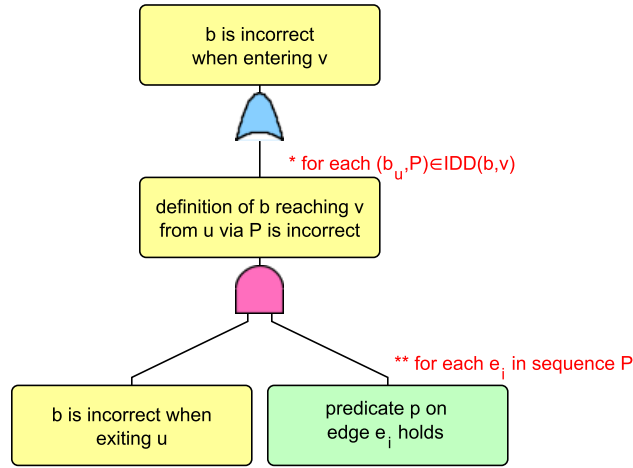 b is incorrect
when entering v
* for each (bu,P)∈IDD(b,v)
definition of b reaching v
from u via P is incorrect
** for each ei in sequence P
b is incorrect when
exiting u
predicate p on
edge ei holds